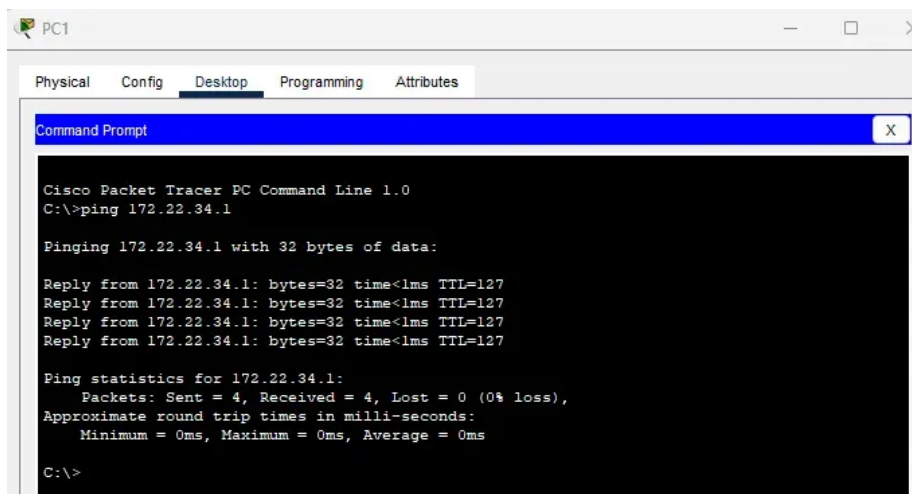 PC1
Physical Config Desktop Programming Attributes
Command Prompt X
Cisco Packet Tracer PC Command Line 1.0
C:\>ping 172.22.34.1
Pinging 172.22.34.1 with 32 bytes of data:
Reply from 172.22.34.1: bytes=32 time<1ms TTL=127
Reply from 172.22.34.1: bytes=32 time<1ms TTL=127
Reply from 172.22.34.1: bytes=32 time<1ms TTL=127
Reply from 172.22.34.1: bytes=32 time<1ms TTL=127
Ping statistics for 172.22.34.1:
Packets: Sent = 4, Received = 4, Lost = 0 (0% loss),
Approximate round trip times in milli-seconds:
Minimum = 0ms, Maximum = 0ms, Average = 0ms
C:\>